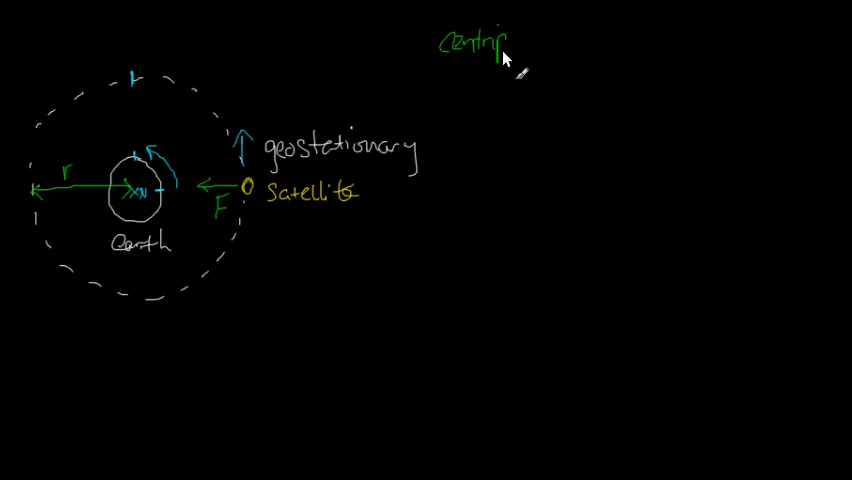 centrip
r
geostationary
N
F
satellite
earth